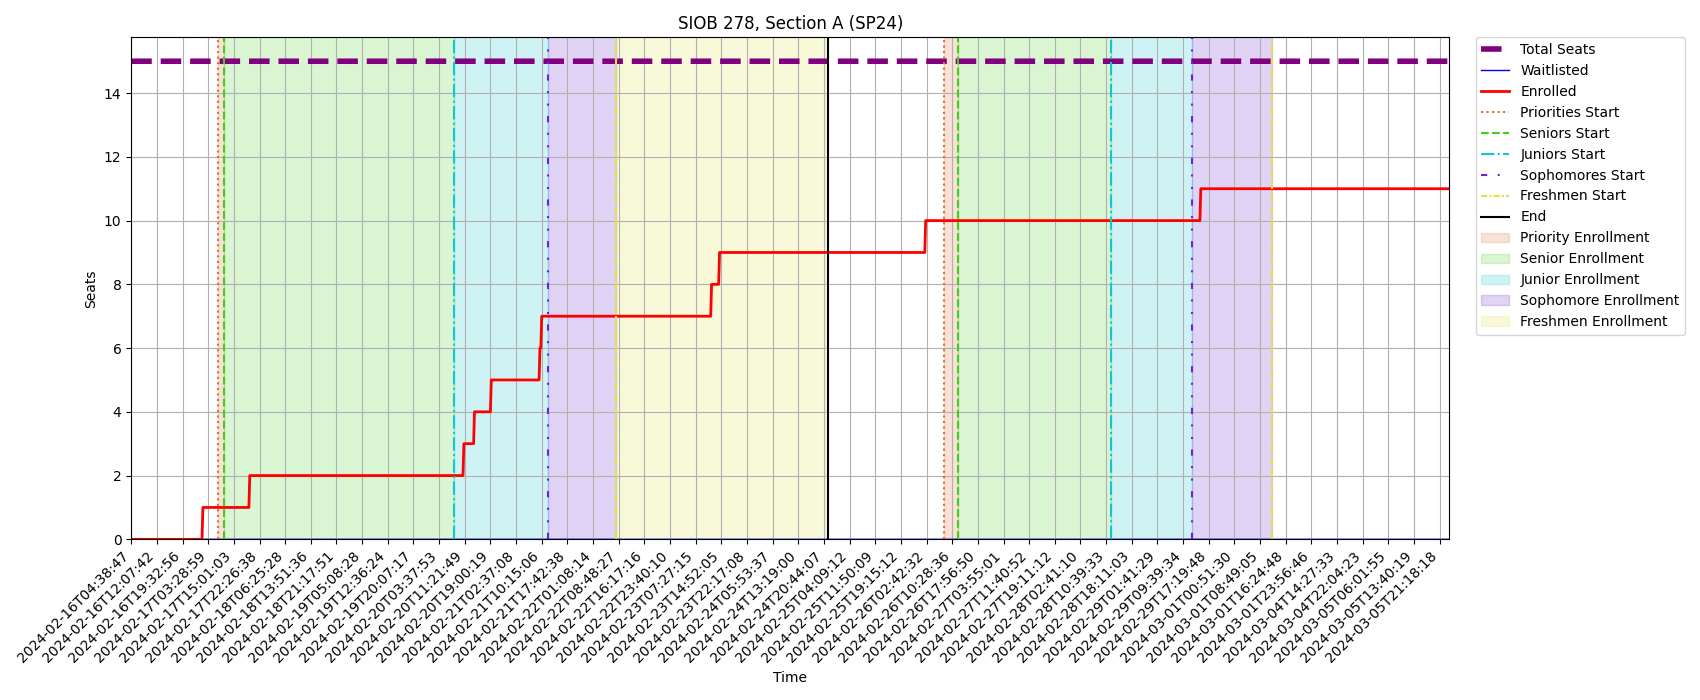 SIOB 278, Section A (SP24)
Seats
14
12
10
8
6
4
2
0
2024-02-16T04:38:47
2024-02-16T12:07:42
2024-02-16T19:32:56
2024-02-17T03:28:59
2024-02-17T15:01:03
2024-02-17T22:26:38
2024-02-18T06:25:28
2024-02-18T13:51:36
2024-02-18T21:17:51
2024-02-19T05:08:28
2024-02-19T12:36:24
2024-02-19T20:07:17
2024-02-20T03:37:53
2024-02-20T11:21:49
2024-02-20T19:00:19
2024-02-21T02:37:08
2024-02-21T10:15:06
2024-02-21T17:42:38
2024-02-22T01:08:14
2024-02-22T08:48:27
2024-02-22T16:17:16
2024-02-22T23:40:10
2024-02-23T07:27:15
2024-02-23T14:52:05
2024-02-23T22:17:08
2024-02-24T05:53:37
2024-02-24T13:19:00
2024-02-24T20:44:07
2024-02-25T04:09:12
2024-02-25T11:50:09
2024-02-25T19:15:12
2024-02-26T02:42:32
2024-02-26T10:28:36
2024-02-26T17:56:50
2024-02-27T03:55:01
2024-02-27T11:40:52
2024-02-27T19:11:12
2024-02-28T02:41:10
2024-02-28T10:39:33
2024-02-28T18:11:03
2024-02-29T01:41:29
2024-02-29T09:39:34
2024-02-29T17:19:48
2024-03-01T00:51:30
2024-03-01T08:49:05
2024-03-01T16:24:48
2024-03-01T23:56:46
2024-03-04T14:27:33
2024-03-04T22:04:23
2024-03-05T06:01:55
2024-03-05T13:40:19
2024-03-05T21:18:18
Time
Total Seats
Waitlisted
Enrolled
Priorities Start
Seniors Start
Juniors Start
Sophomores Start
Freshmen Start
End
Priority Enrollment
Senior Enrollment
Junior Enrollment
Sophomore Enrollment
Freshmen Enrollment